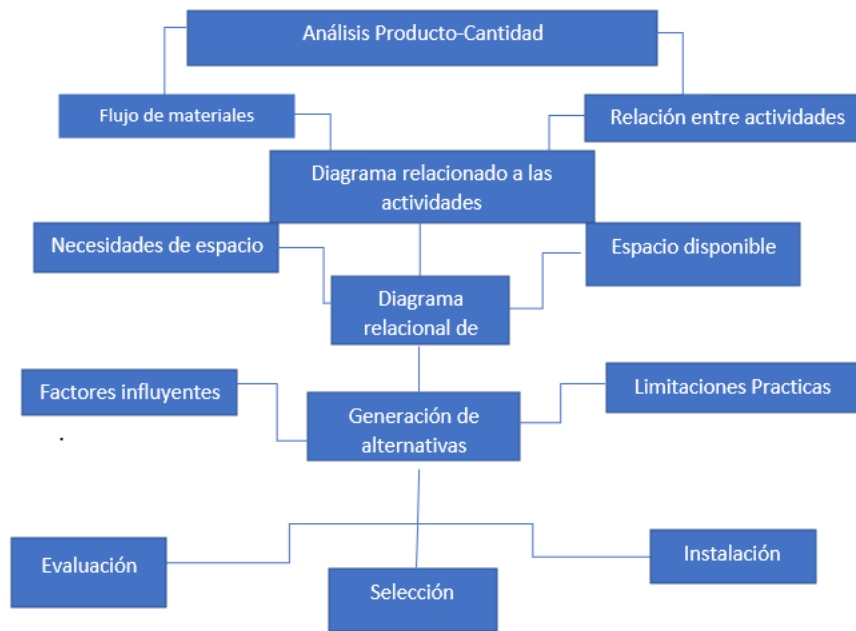 Análisis Producto-Cantidad
Flujo de materiales
Relación entre actividades
Diagrama relacionado a las
actividades
Necesidades de espacio
Espacio disponible
Diagrama
relacional de
Factores influyentes
Limitaciones Practicas
Generación de
alternativas
.
Evaluación
Selección
Instalación